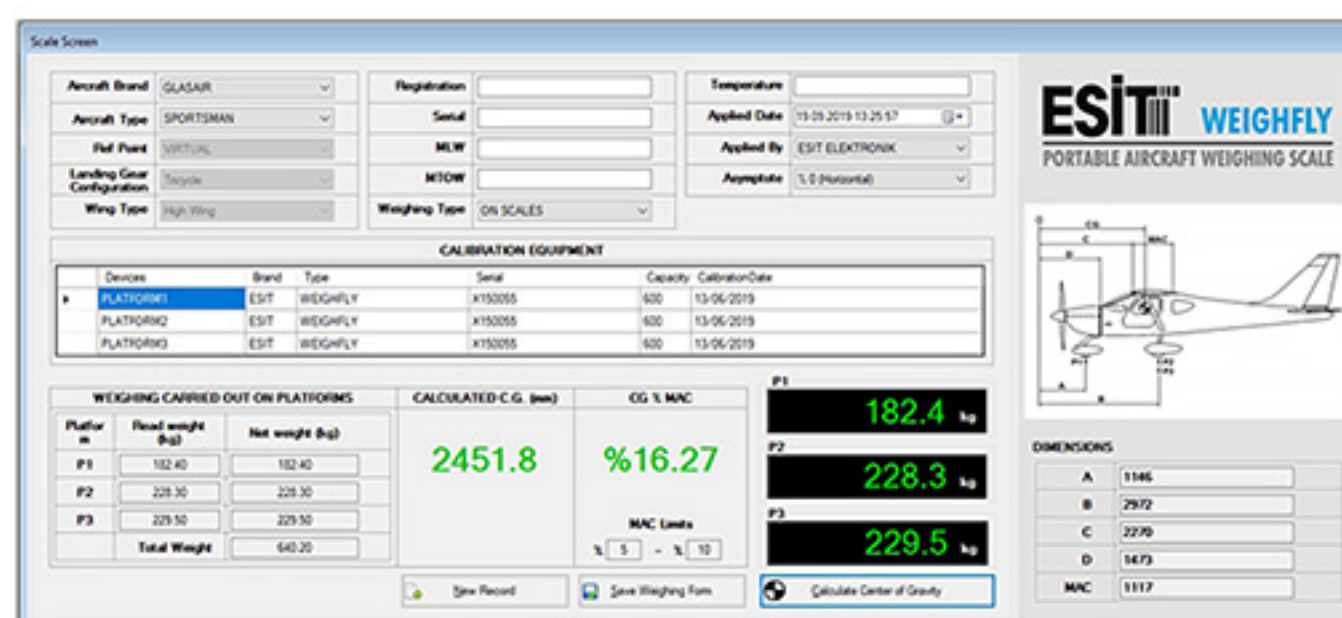 Scale Screen
Aircraft Brand GLASAIR
Aircraft Type SPORTSMAN
Ref Point VIRTUAL
Landing Gear Configuration Tricycle
Wing Type High Wing
Registration
Serial
MLW
MTOW
Weighing Type ON SCALES
Temperature
Applied Date 19.09.2019 13:25:57
Applied By ESIT ELEKTRONIK
Asymptote % 0 (Horizontal)
ESİT WEIGHFLY
PORTABLE AIRCRAFT WEIGHING SCALE
CALIBRATION EQUIPMENT
Devices Brand Type Serial Capacity CalibrationDate
PLATFORM1 ESIT WEIGHFLY X150055 600 13/06/2019
PLATFORM2 ESIT WEIGHFLY X150055 600 13/06/2019
PLATFORM3 ESIT WEIGHFLY X150055 600 13/06/2019
WEIGHING CARRIED OUT ON PLATFORMS
Platform Read weight (kg) Net weight (kg)
P1 182.40 182.40
P2 228.30 228.30
P3 229.50 229.50
Total Weight 640.20
CALCULATED C.G. (mm)
2451.8
CG % MAC
%16.27
MAC Limits
% 5 - % 10
P1
182.4 kg
P2
228.3 kg
P3
229.5 kg
New Record
Save Weighing Form
Calculate Center of Gravity
O
CG
C
MAC
D
P1
P2
P3
A
B
DIMENSIONS
A 1146
B 2972
C 2270
D 1473
MAC 1117